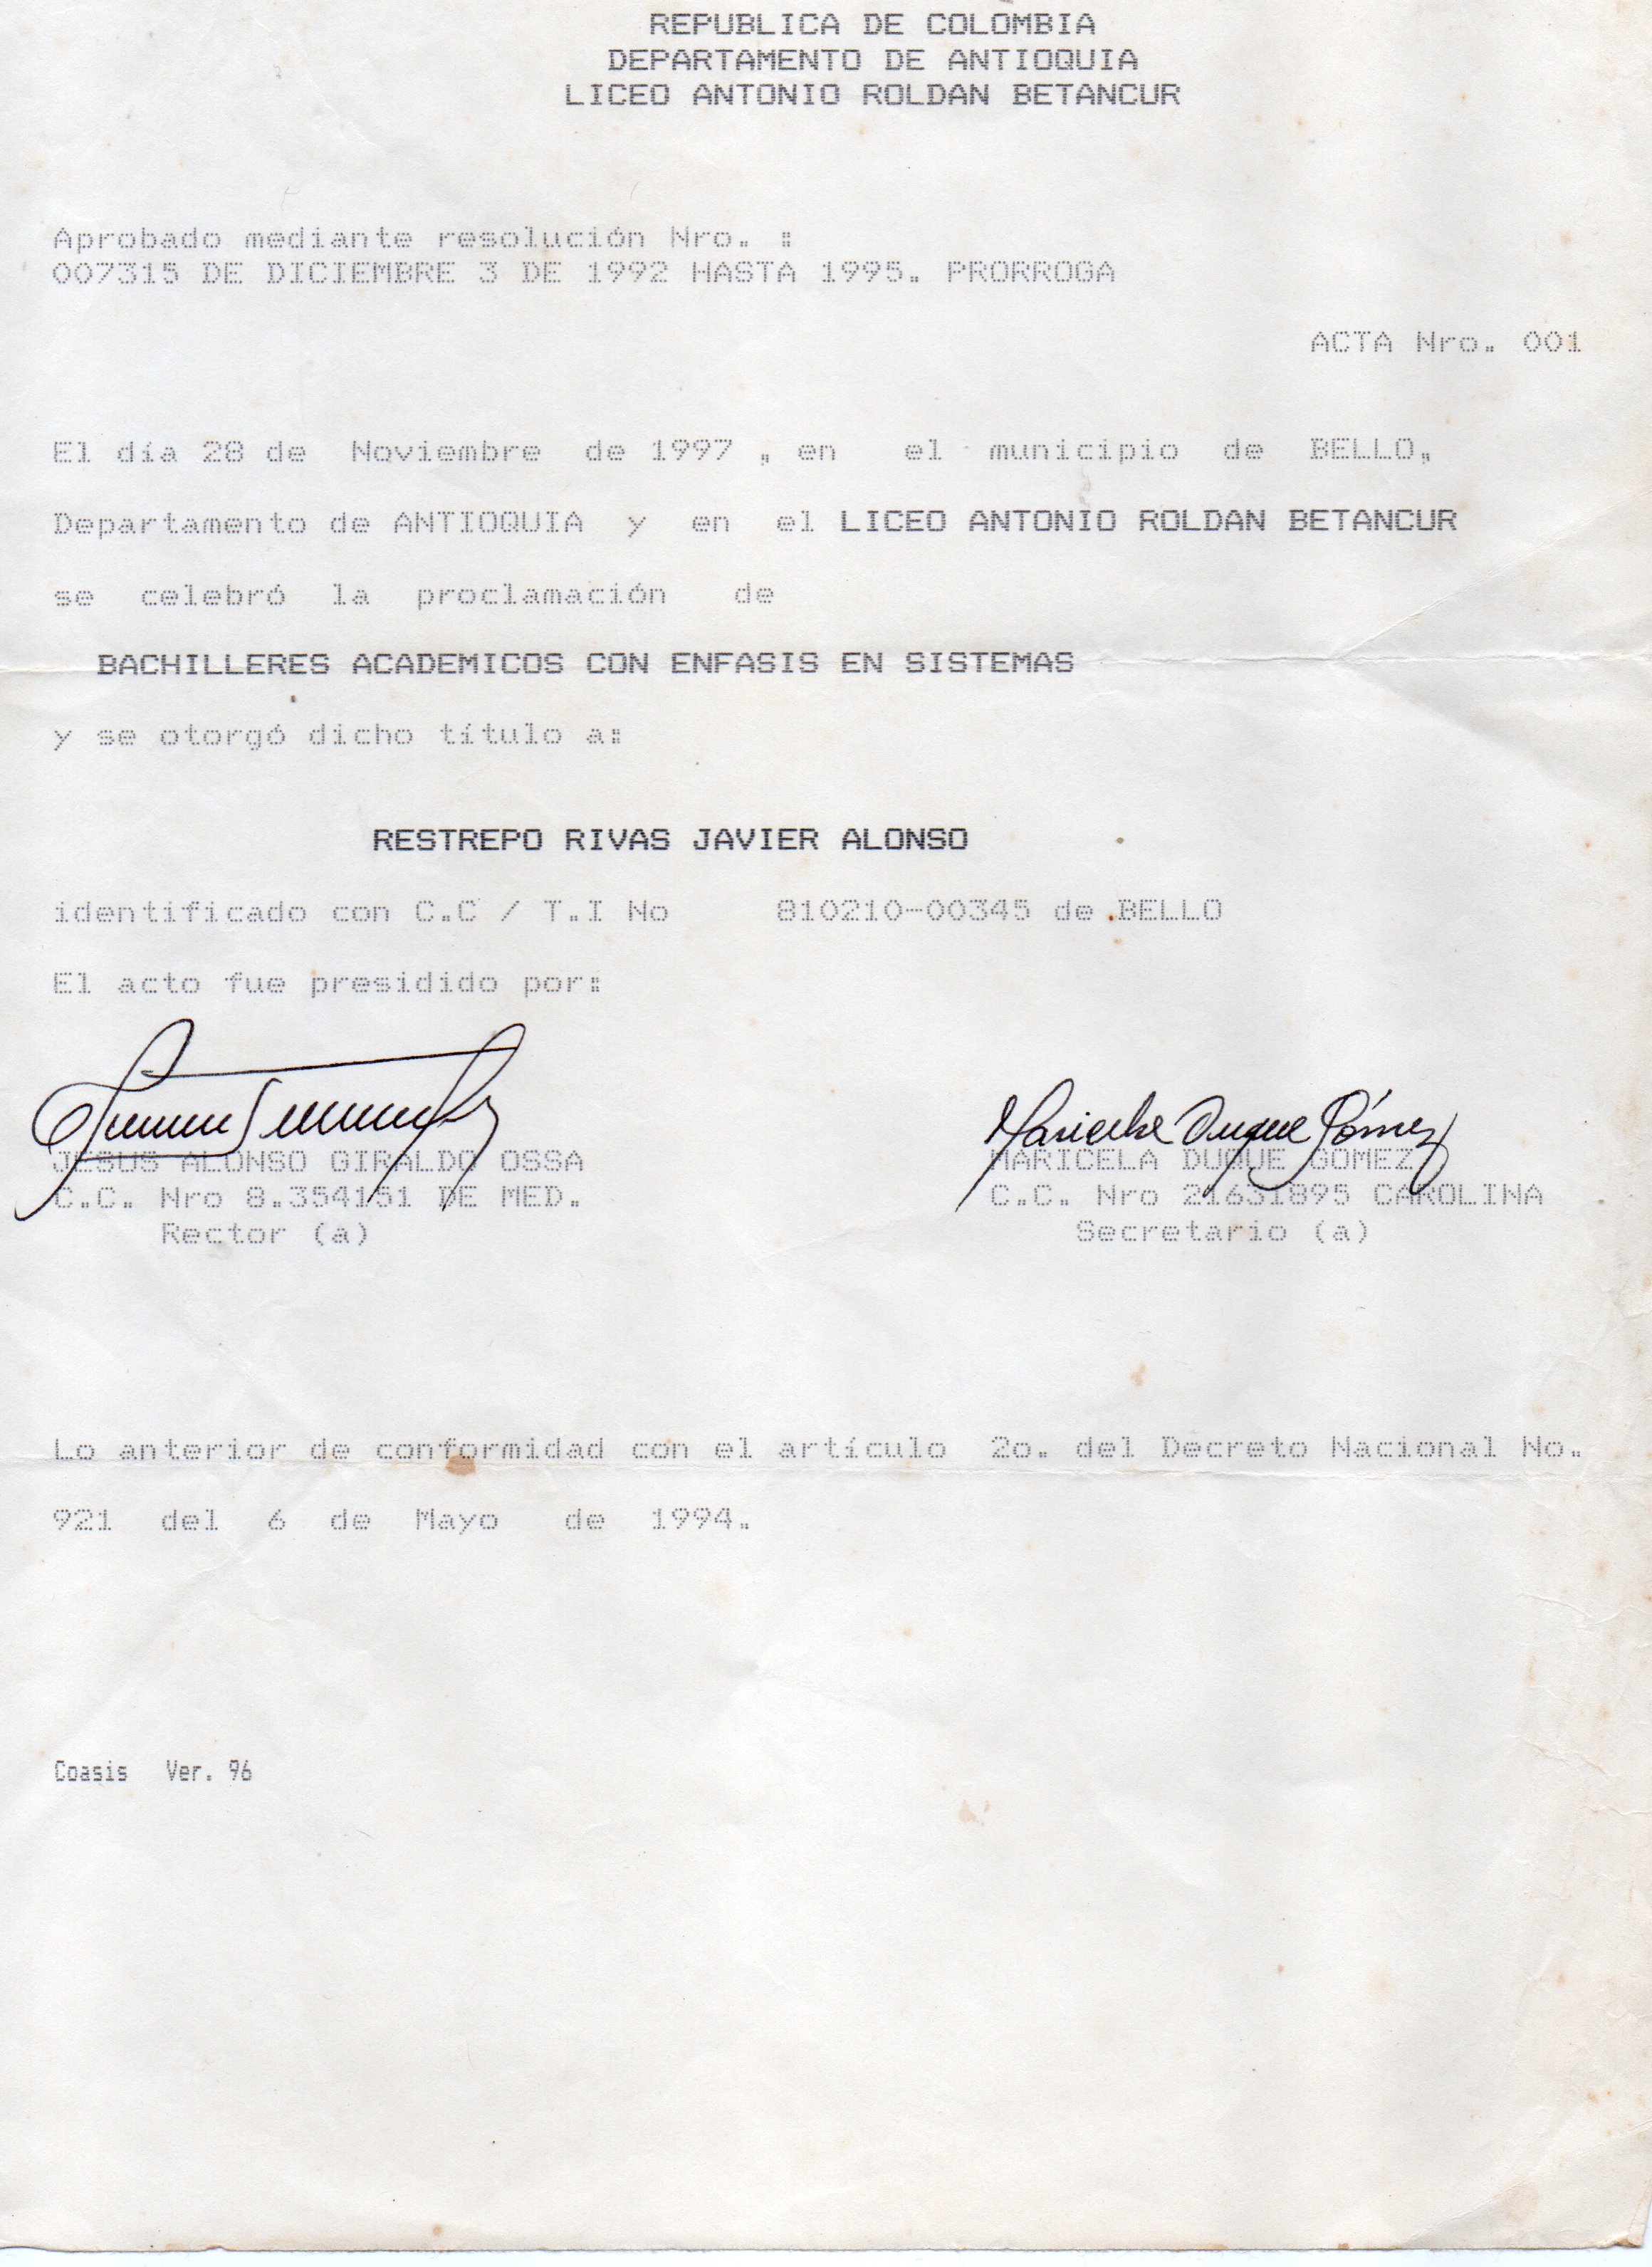 REPUBLICA DE COLOMBIA
DEPARTAMENTO DE ANTIOQUIA
LICEO ANTONIO ROLDAN BETANCUR
Aprobado mediante resolución Nro. :
007315 DE DICIEMBRE 3 DE 1992 HASTA 1995. PRORROGA
ACTA Nro. 001
El día 28 de Noviembre de 1997 , en el municipio de BELLO,
Departamento de ANTIOQUIA y en el LICEO ANTONIO ROLDAN BETANCUR
se celebró la proclamación de
BACHILLERES ACADEMICOS CON ENFASIS EN SISTEMAS
y se otorgó dicho título a:
RESTREPO RIVAS JAVIER ALONSO
identificado con C.C / T.I No 810210-00345 de BELLO
El acto fue presidido por:
Duque Gómez
JESUS ALONSO GIRALDO OSSA MARICELA DUQUE GOMEZ
C.C. Nro 8.354151 DE MED. C.C. Nro 21631895 CAROLINA
Rector (a) Secretario (a)
Lo anterior de conformidad con el artículo 2o. del Decreto Nacional No.
921 del 6 de Mayo de 1994.
Coasis Ver. 96